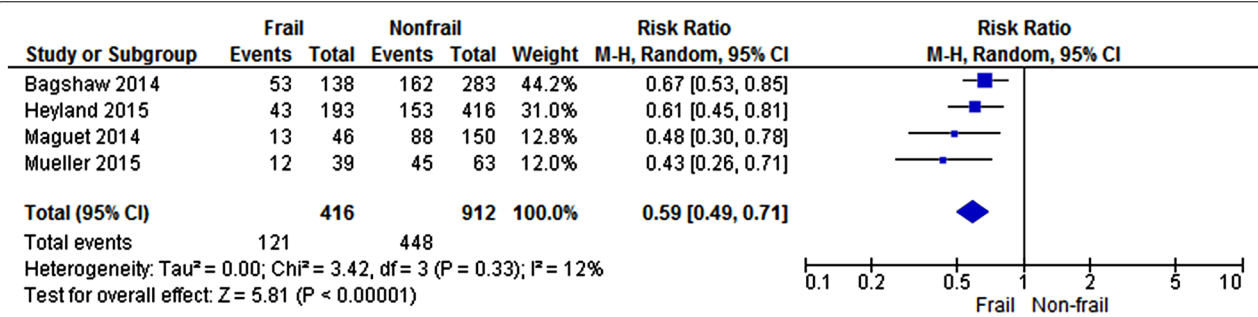 Frail Nonfrail Risk Ratio Risk Ratio
Study or Subgroup Events Total Events Total Weight M-H, Random, 95% CI M-H, Random, 95% CI
Bagshaw 2014 53 138 162 283 44.2% 0.67 [0.53, 0.85]
Heyland 2015 43 193 153 416 31.0% 0.61 [0.45, 0.81]
Maguet 2014 13 46 88 150 12.8% 0.48 [0.30, 0.78]
Mueller 2015 12 39 45 63 12.0% 0.43 [0.26, 0.71]
Total (95% CI) 416 912 100.0% 0.59 [0.49, 0.71]
Total events 121 448
Heterogeneity: Tau² = 0.00; Chi² = 3.42, df = 3 (P = 0.33); I² = 12%
Test for overall effect: Z = 5.81 (P < 0.00001)
0.1 0.2 0.5 1 2 5 10
Frail Non-frail